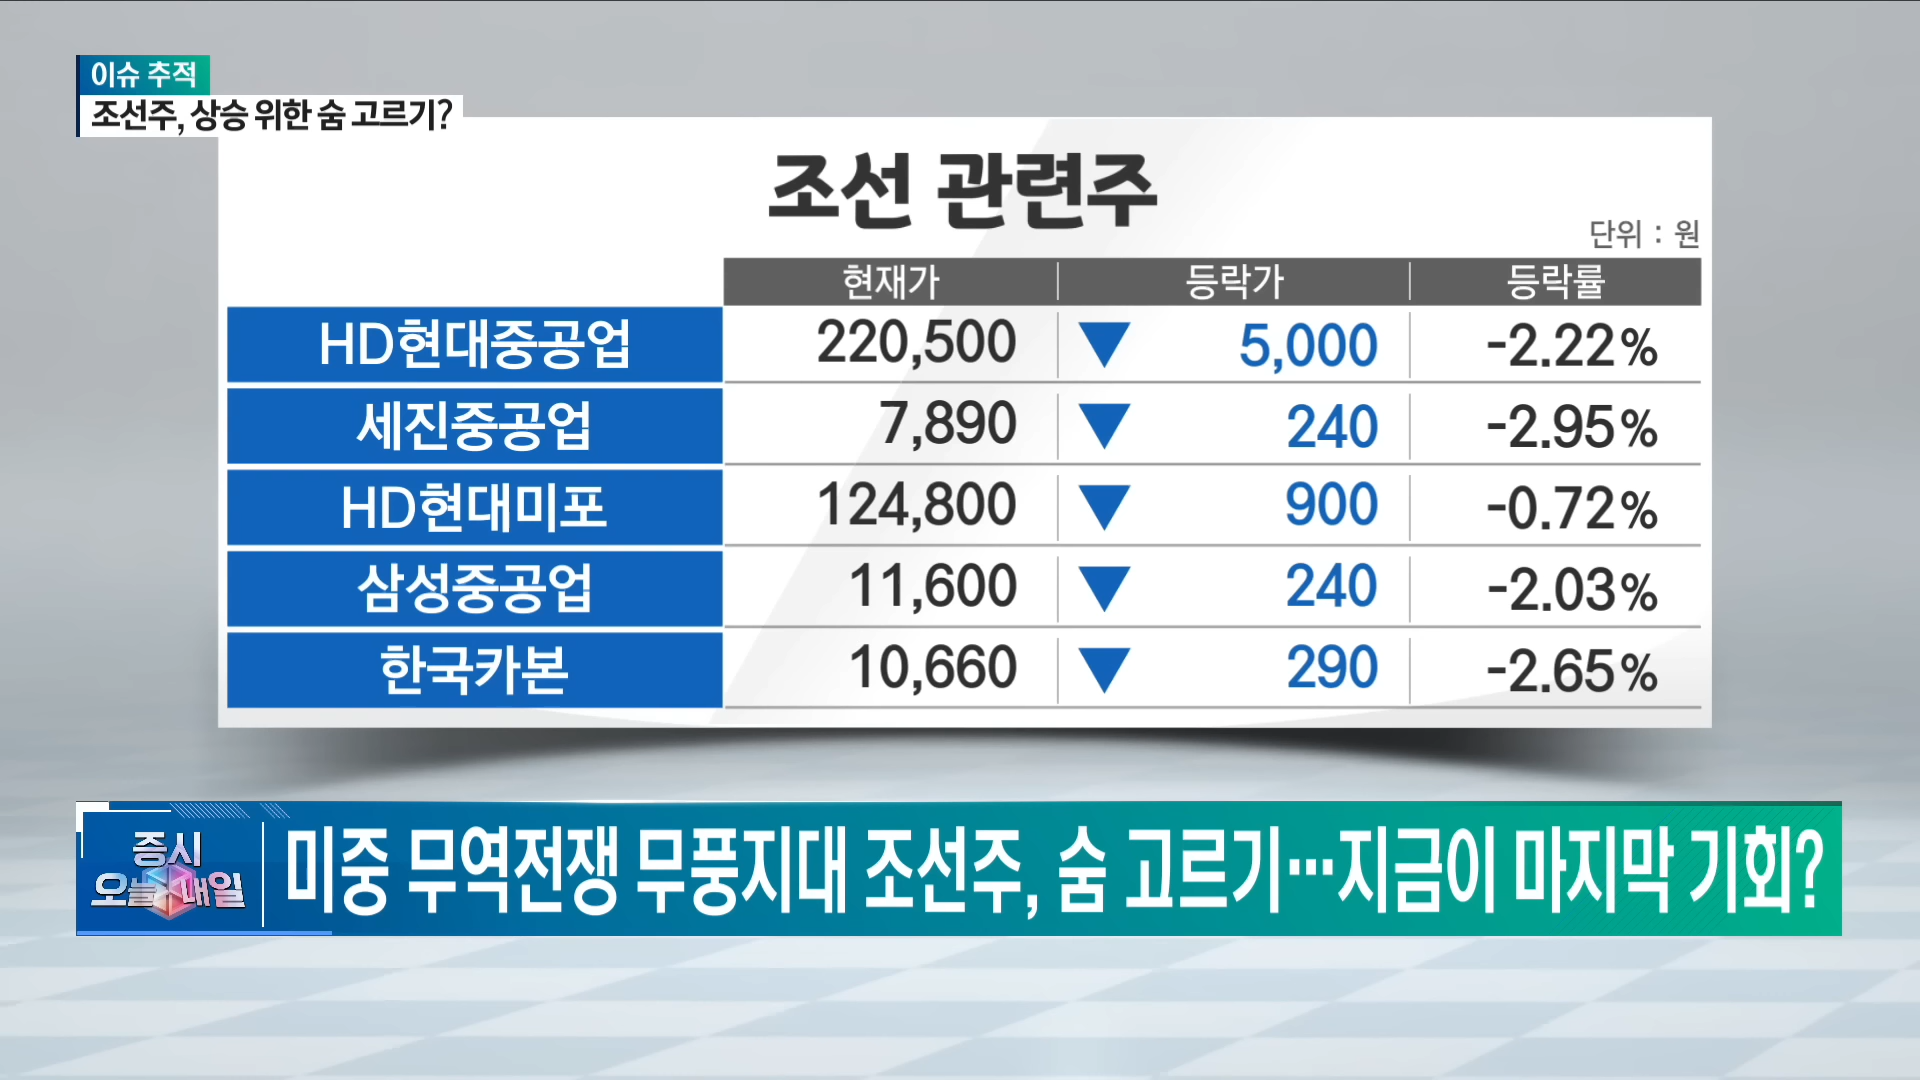 이슈 추적
조선주, 상승 위한 숨 고르기?
조선 관련주
단위 : 원
현재가 등락가 등락률
HD현대중공업 220,500 ▼ 5,000 -2.22%
세진중공업 7,890 ▼ 240 -2.95%
HD현대미포 124,800 ▼ 900 -0.72%
삼성중공업 11,600 ▼ 240 -2.03%
한국카본 10,660 ▼ 290 -2.65%
증시
오늘 내일
미중 무역전쟁 무풍지대 조선주, 숨 고르기…지금이 마지막 기회?